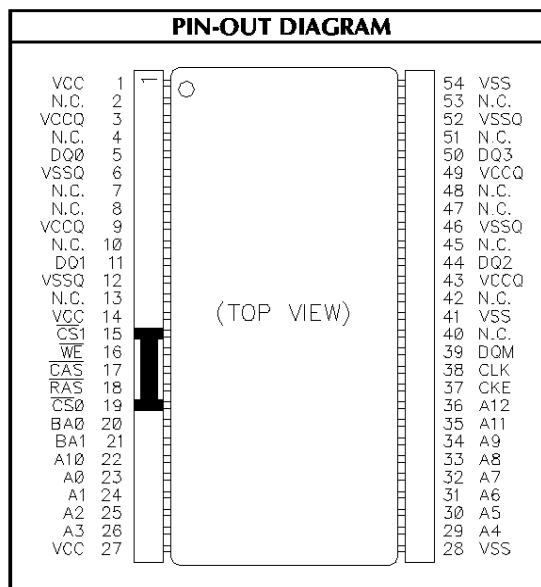 PIN-OUT DIAGRAM
VCC 1 54 VSS
N.C. 2 53 N.C.
VCCQ 3 52 VSSQ
N.C. 4 51 N.C.
DQ0 5 50 DQ3
VSSQ 6 49 VCCQ
N.C. 7 48 N.C.
N.C. 8 47 N.C.
VCCQ 9 46 VSSQ
N.C. 10 45 N.C.
DQ1 11 44 DQ2
VSSQ 12 43 VCCQ
N.C. 13 42 N.C.
VCC 14 41 VSS
(TOP VIEW)
C̅S̅1 15 40 N.C.
W̅E̅ 16 39 DQM
C̅A̅S̅ 17 38 CLK
R̅A̅S̅ 18 37 CKE
C̅S̅0 19 36 A12
BA0 20 35 A11
BA1 21 34 A9
A10 22 33 A8
A0 23 32 A7
A1 24 31 A6
A2 25 30 A5
A3 26 29 A4
VCC 27 28 VSS
1